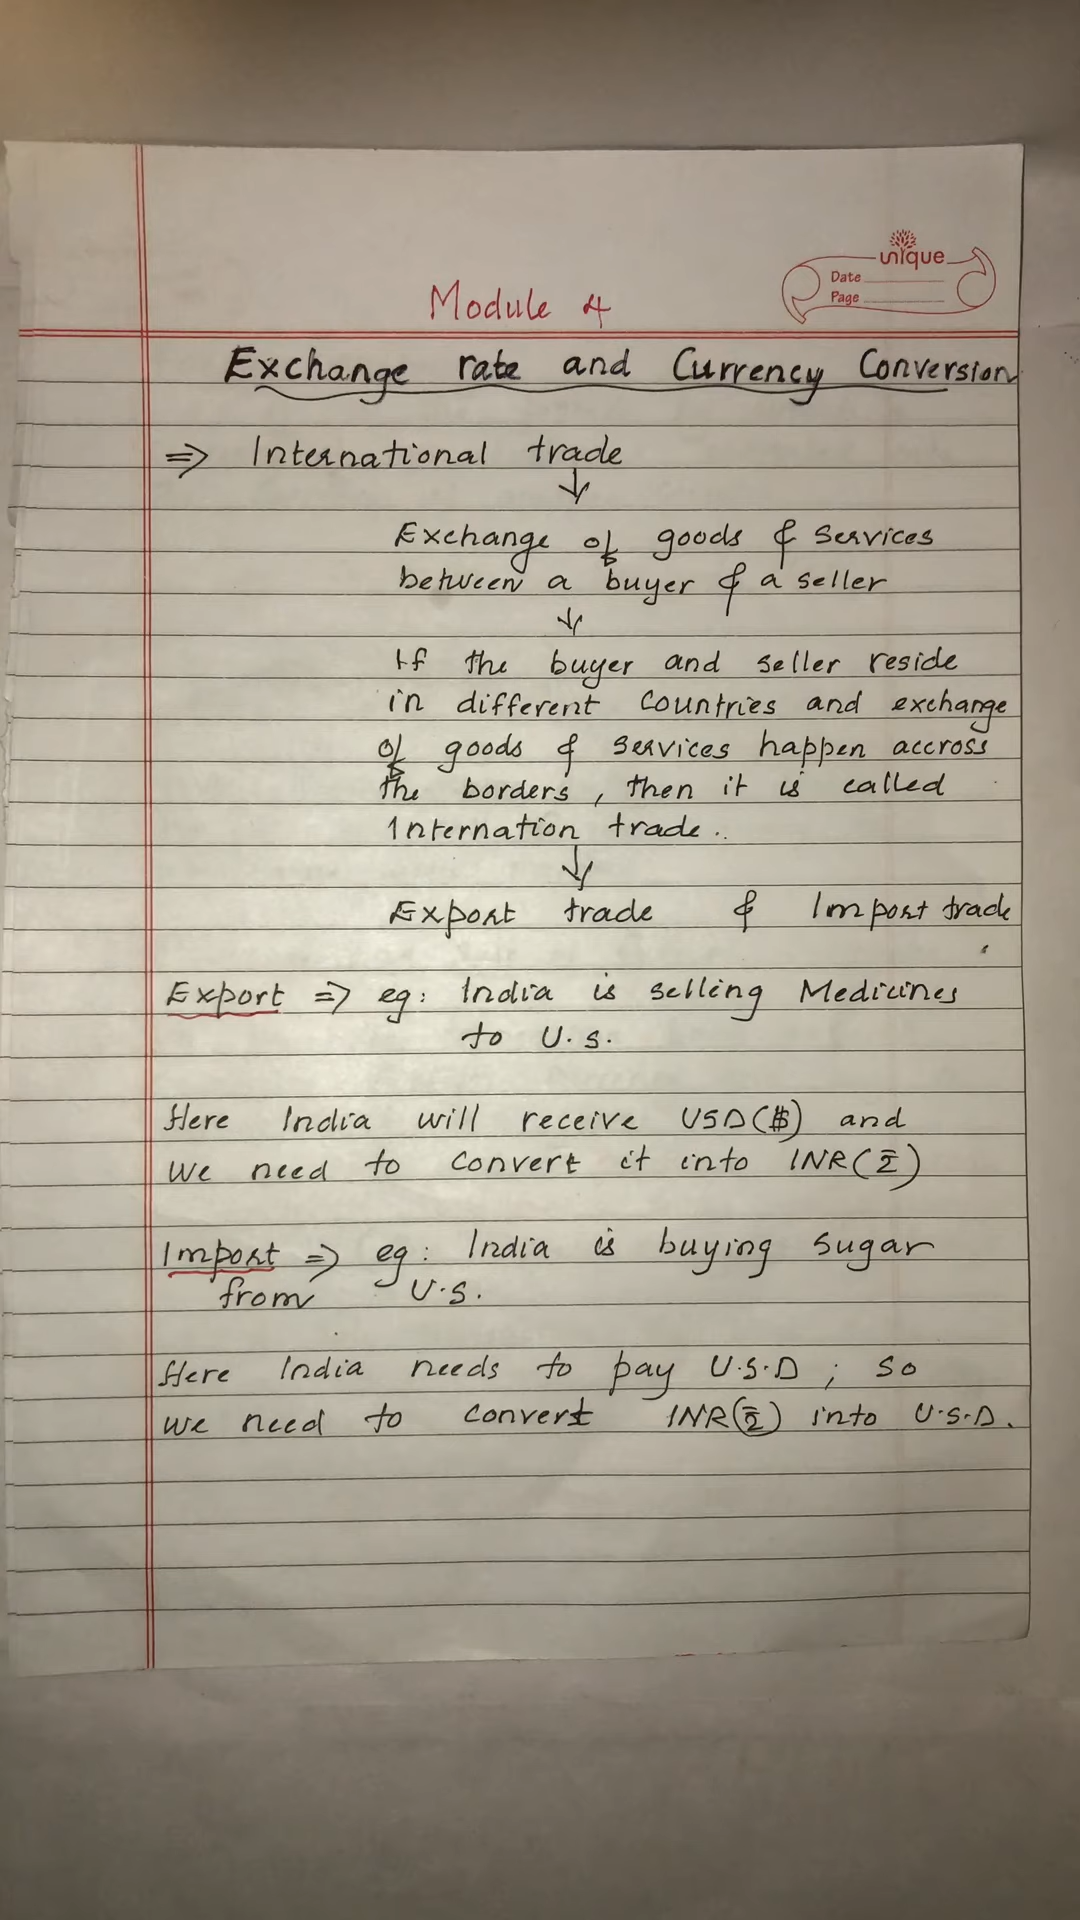 unique
Date
Page
Module 4
Exchange rate and Currency Conversion
⇒ International trade
↓
Exchange of goods & services
between a buyer & a seller
↓
If the buyer and seller reside
in different Countries and exchange
of goods & services happen accross
the borders, then it is called
Internation trade..
↓
Export trade & Import trade
Export ⇒ eg: India is selling Medicines
to U.S.
Here India will receive USD($) and
We need to convert it into INR(₹)
Import ⇒ eg: India is buying sugar
from U.S.
Here India needs to pay U.S.D ; so
We need to convert INR(₹) into U.S.D.